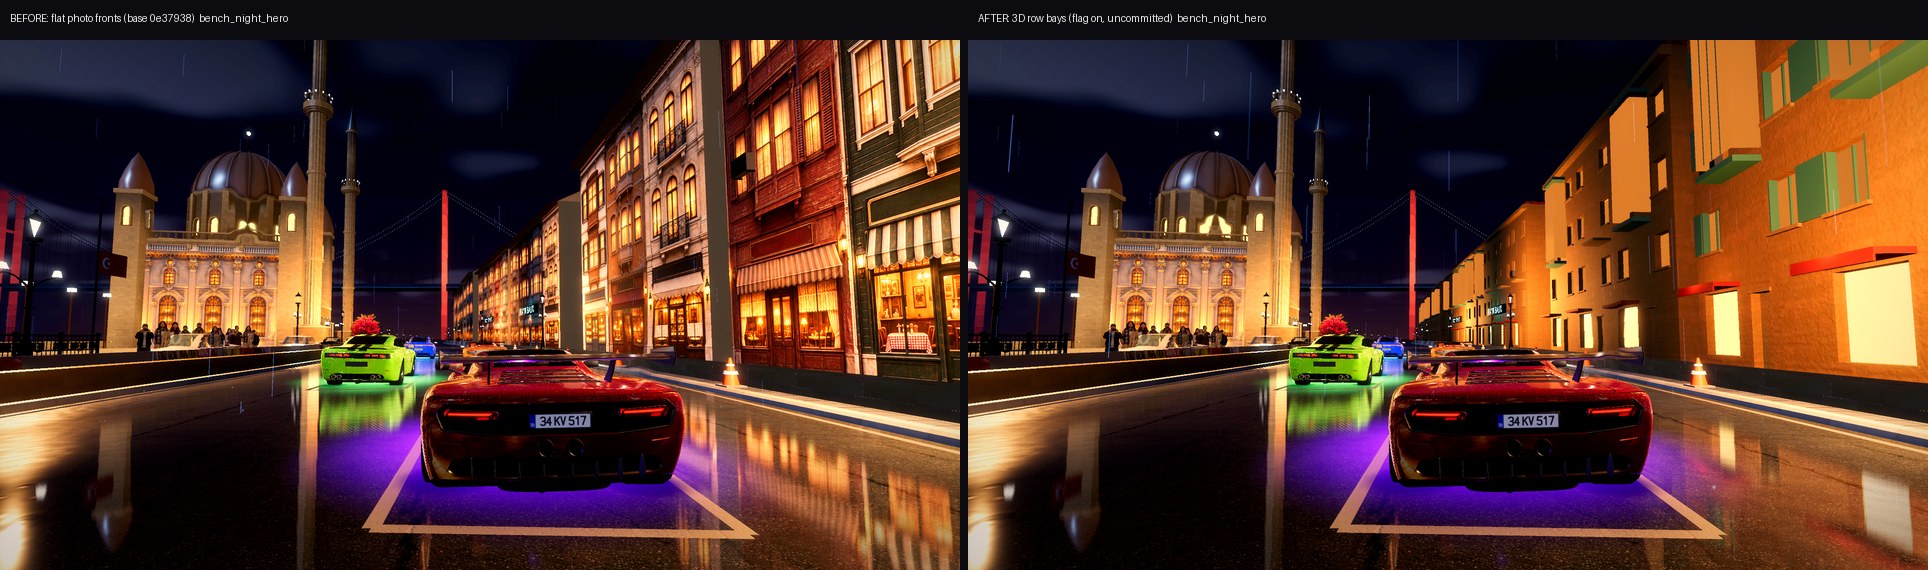 BEFORE: flat photo fronts (base 0e37938) bench_night_hero
AFTER: 3D row bays (flag on, uncommitted) bench_night_hero
34 KV 517
34 KV 517